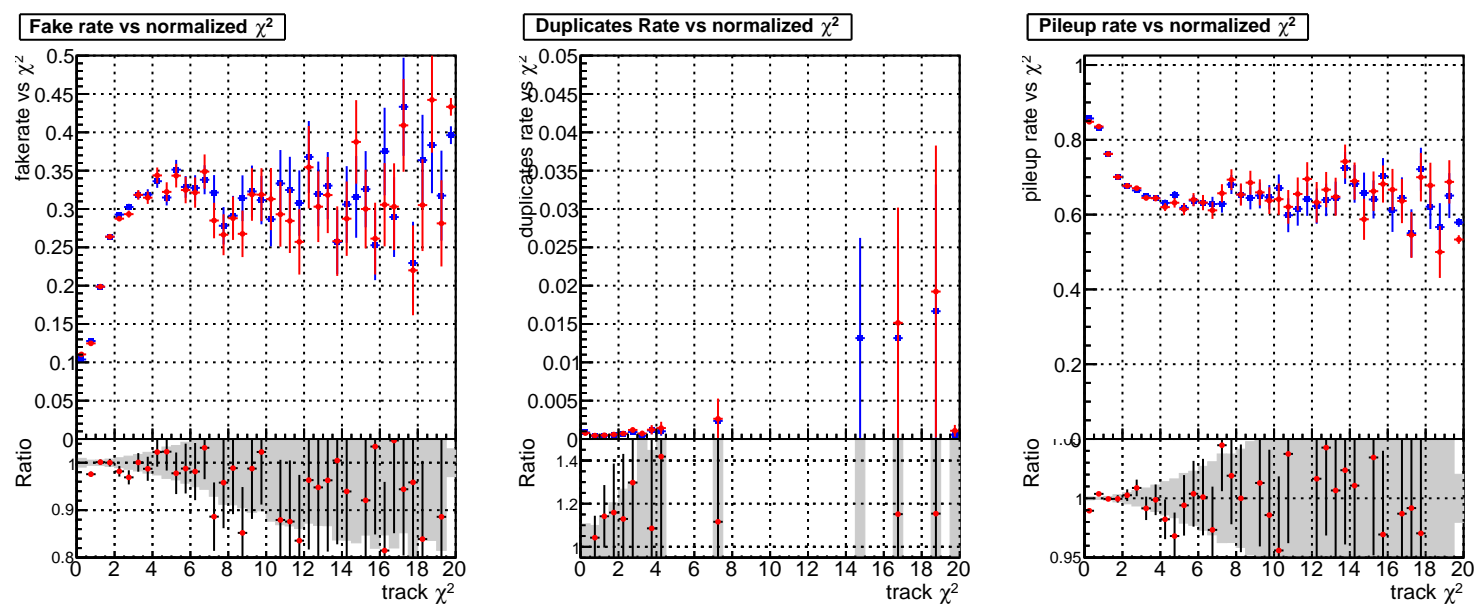 Fake rate vs normalized χ²
fakerate vs χ²
0.5
0.45
0.4
0.35
0.3
0.25
0.2
0.15
0.1
0.05
0
Ratio
1
0.9
0.8
0 2 4 6 8 10 12 14 16 18 20
track χ²
Duplicates Rate vs normalized χ²
duplicates rate vs χ²
0.05
0.045
0.04
0.035
0.03
0.025
0.02
0.015
0.01
0.005
0
Ratio
1.4
1.2
1
0 2 4 6 8 10 12 14 16 18 20
track χ²
Pileup rate vs normalized χ²
pileup rate vs χ²
1
0.8
0.6
0.4
0.2
0
Ratio
1
0.95
0 2 4 6 8 10 12 14 16 18 20
track χ²